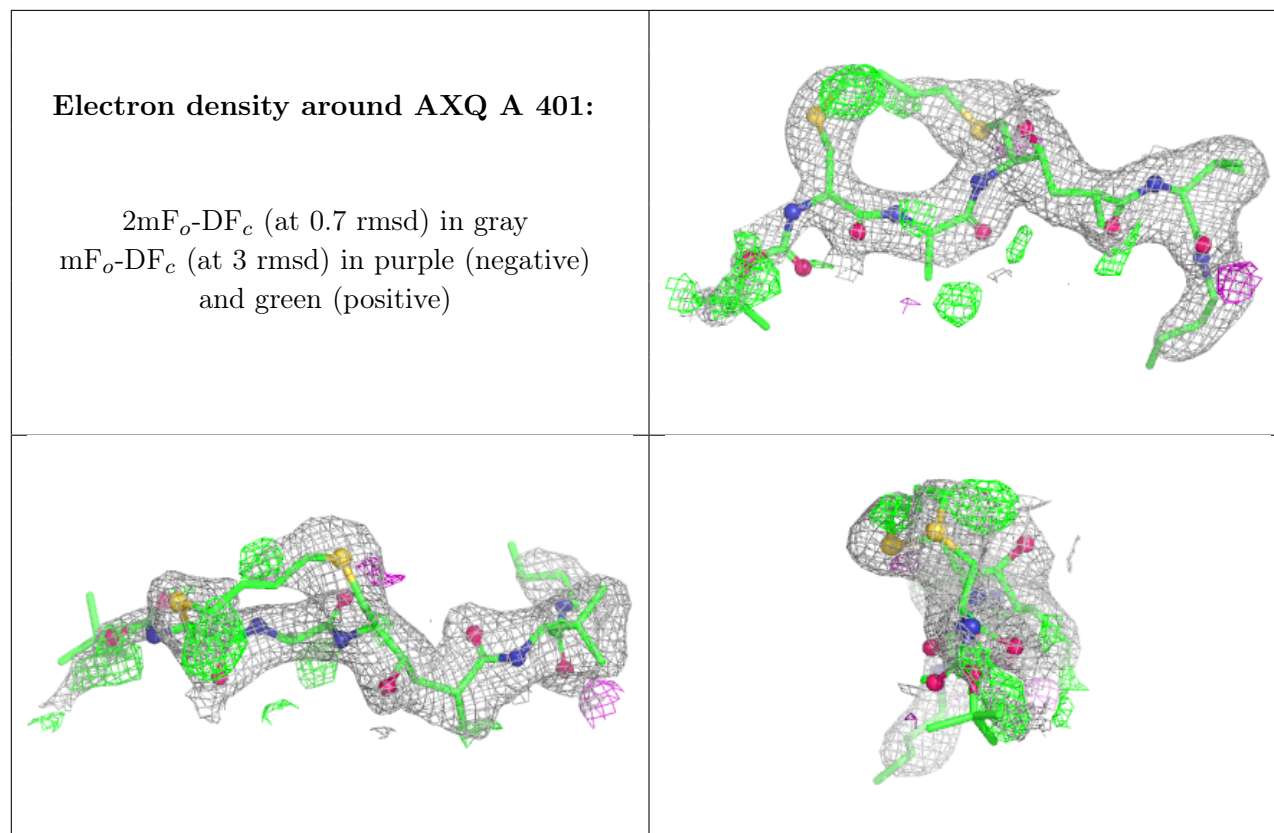 Electron density around AXQ A 401:
2mFₒ-DF𝒸 (at 0.7 rmsd) in gray
mFₒ-DF𝒸 (at 3 rmsd) in purple (negative)
and green (positive)